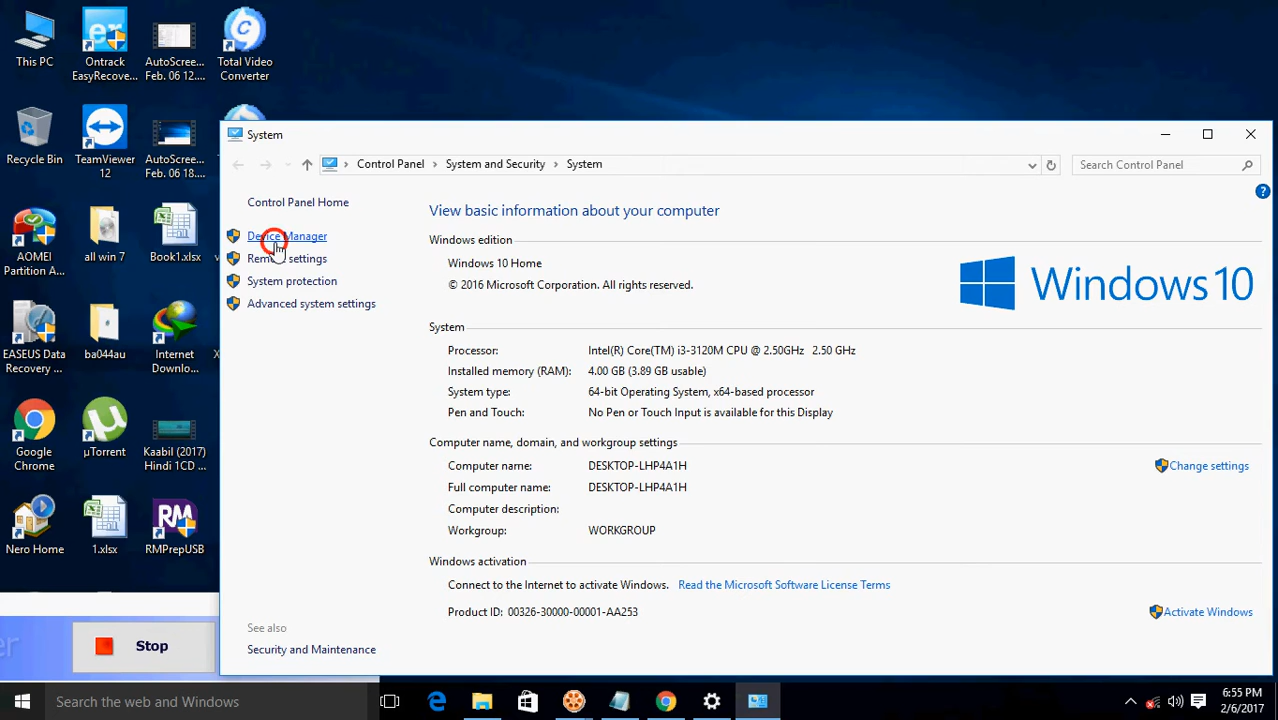 This PC
Ontrack
EasyRecove...
AutoScree...
Feb. 06 12....
Total Video
Converter
Recycle Bin
TeamViewer
12
AutoScree...
Feb. 06 18....
AOMEI
Partition A...
all win 7
Book1.xlsx
EASEUS Data
Recovery ...
ba044au
Internet
Downlo...
Google
Chrome
µTorrent
Kaabil (2017)
Hindi 1CD ...
Nero Home
1.xlsx
RMPrepUSB
System
Control Panel
System and Security
System
Search Control Panel
Control Panel Home
Device Manager
settings
System protection
Advanced system settings
See also
Security and Maintenance
View basic information about your computer
Windows edition
Windows 10 Home
© 2016 Microsoft Corporation. All rights reserved.
Windows 10
System
Processor: Intel(R) Core(TM) i3-3120M CPU @ 2.50GHz 2.50 GHz
Installed memory (RAM): 4.00 GB (3.89 GB usable)
System type: 64-bit Operating System, x64-based processor
Pen and Touch: No Pen or Touch Input is available for this Display
Computer name, domain, and workgroup settings
Computer name: DESKTOP-LHP4A1H
Change settings
Full computer name: DESKTOP-LHP4A1H
Computer description:
Workgroup: WORKGROUP
Windows activation
Connect to the Internet to activate Windows. Read the Microsoft Software License Terms
Product ID: 00326-30000-00001-AA253
Activate Windows
Stop
Search the web and Windows
6:55 PM
2/6/2017